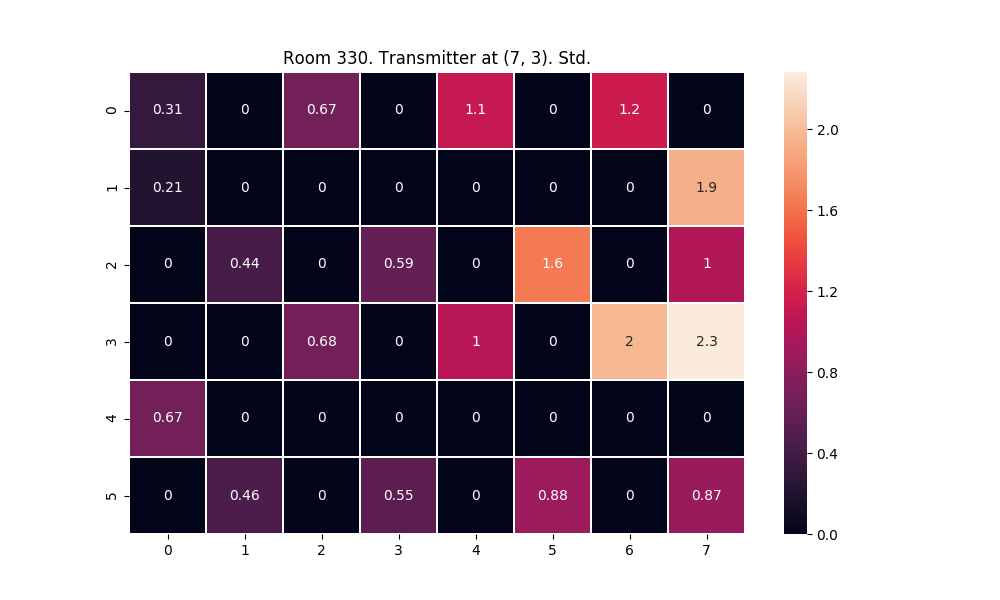 Room 330. Transmitter at (7, 3). Std.
0 0.31 0 0.67 0 1.1 0 1.2 0
1 0.21 0 0 0 0 0 0 1.9
2 0 0.44 0 0.59 0 1.6 0 1
3 0 0 0.68 0 1 0 2 2.3
4 0.67 0 0 0 0 0 0 0
5 0 0.46 0 0.55 0 0.88 0 0.87
0 1 2 3 4 5 6 7
2.0
1.6
1.2
0.8
0.4
0.0